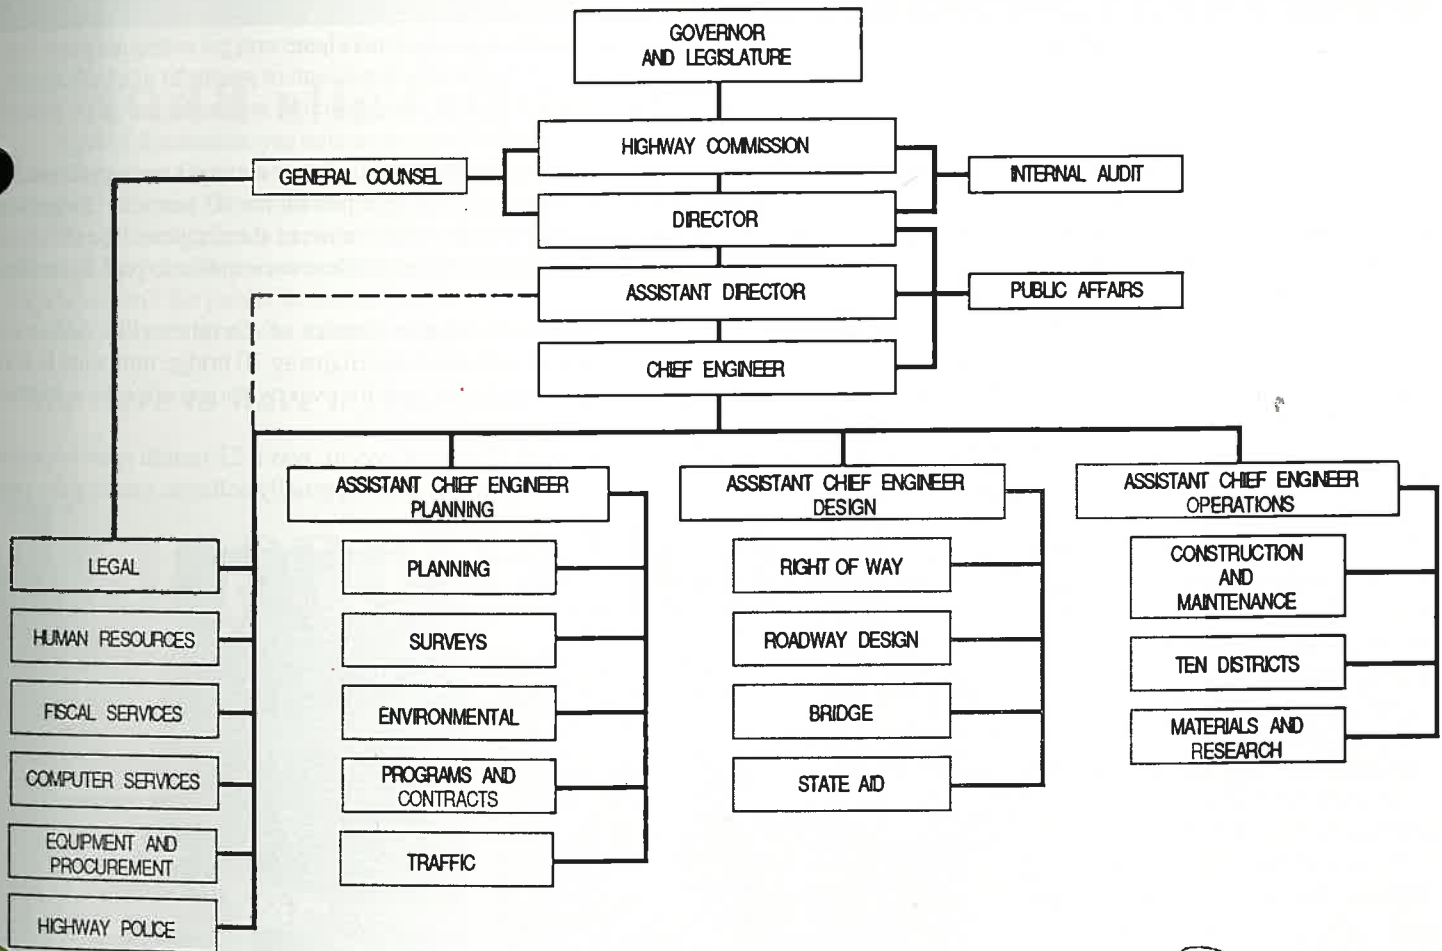 GOVERNOR
AND LEGISLATURE
HIGHWAY COMMISSION
GENERAL COUNSEL
INTERNAL AUDIT
DIRECTOR
ASSISTANT DIRECTOR
PUBLIC AFFAIRS
CHIEF ENGINEER
ASSISTANT CHIEF ENGINEER
PLANNING
ASSISTANT CHIEF ENGINEER
DESIGN
ASSISTANT CHIEF ENGINEER
OPERATIONS
LEGAL
HUMAN RESOURCES
FISCAL SERVICES
COMPUTER SERVICES
EQUIPMENT AND
PROCUREMENT
HIGHWAY POLICE
PLANNING
SURVEYS
ENVIRONMENTAL
PROGRAMS AND
CONTRACTS
TRAFFIC
RIGHT OF WAY
ROADWAY DESIGN
BRIDGE
STATE AID
CONSTRUCTION
AND
MAINTENANCE
TEN DISTRICTS
MATERIALS AND
RESEARCH